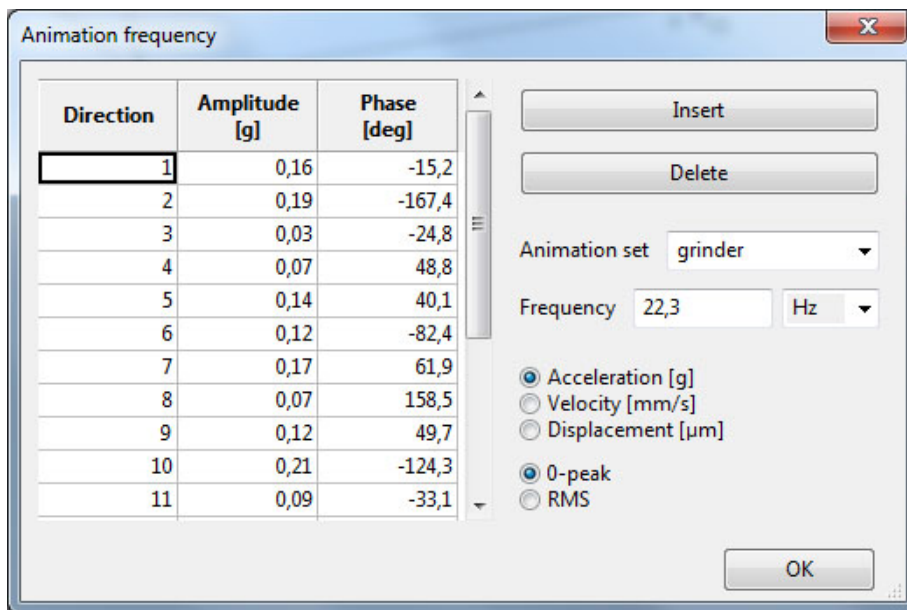 Animation frequency
Direction Amplitude [g] Phase [deg]
1 0,16 -15,2
2 0,19 -167,4
3 0,03 -24,8
4 0,07 48,8
5 0,14 40,1
6 0,12 -82,4
7 0,17 61,9
8 0,07 158,5
9 0,12 49,7
10 0,21 -124,3
11 0,09 -33,1
Insert
Delete
Animation set grinder
Frequency 22,3 Hz
Acceleration [g]
Velocity [mm/s]
Displacement [µm]
0-peak
RMS
OK